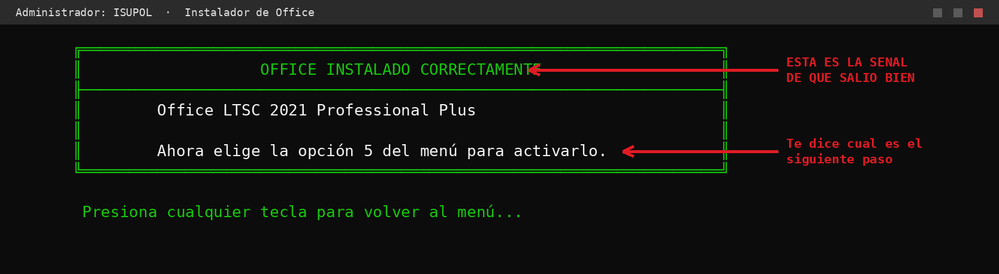 Administrador: ISUPOL · Instalador de Office
OFFICE INSTALADO CORRECTAMENTE
ESTA ES LA SENAL
DE QUE SALIO BIEN
Office LTSC 2021 Professional Plus
Ahora elige la opción 5 del menú para activarlo.
Te dice cual es el
siguiente paso
Presiona cualquier tecla para volver al menú...